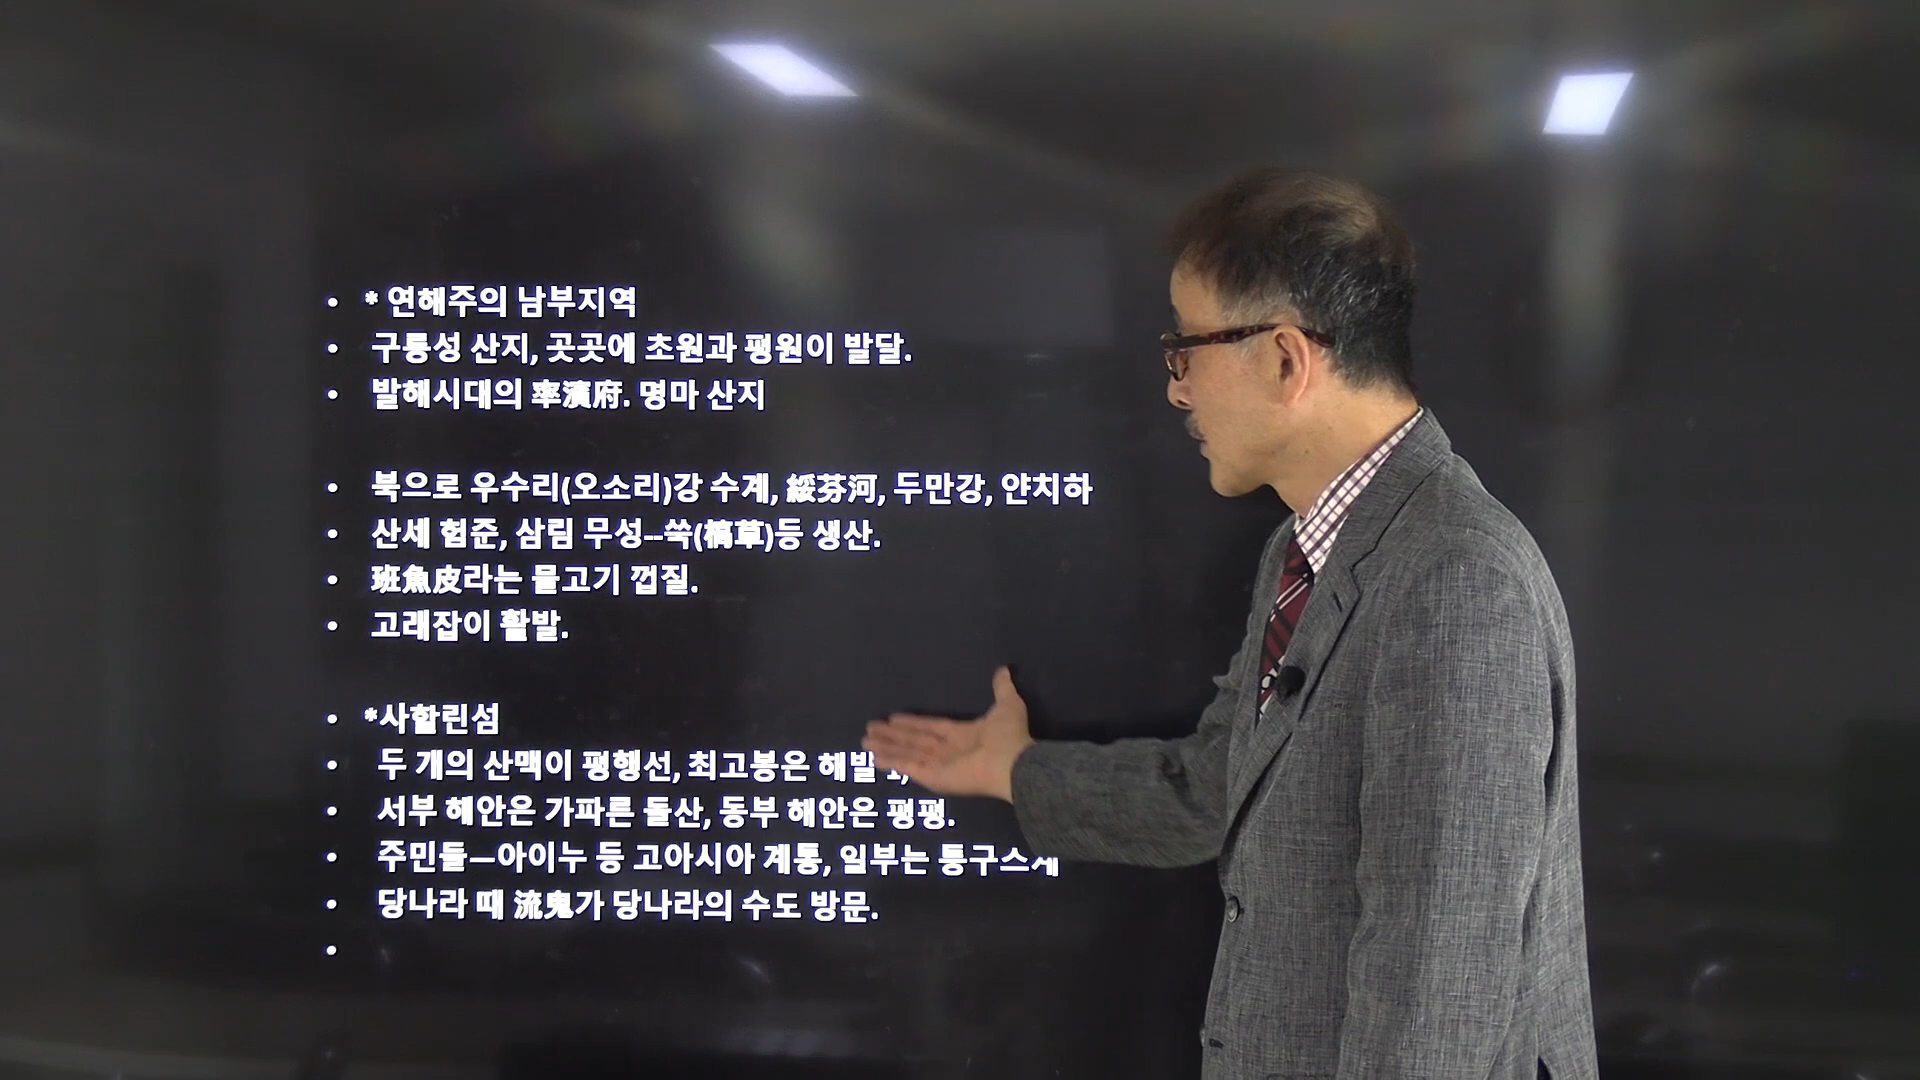 • * 연해주의 남부지역
• 구릉성 산지, 곳곳에 초원과 평원이 발달.
• 발해시대의 率濱府. 명마 산지
• 북으로 우수리(오소리)강 수계, 綏芬河, 두만강, 얀치하
• 산세 험준, 삼림 무성--쑥(槁草)등 생산.
• 班魚皮라는 물고기 껍질.
• 고래잡이 활발.
• *사할린섬
• 두 개의 산맥이 평행선, 최고봉은 해발 1,
• 서부 해안은 가파른 돌산, 동부 해안은 평평.
• 주민들—아이누 등 고아시아 계통, 일부는 퉁구스계
• 당나라 때 流鬼가 당나라의 수도 방문.
•